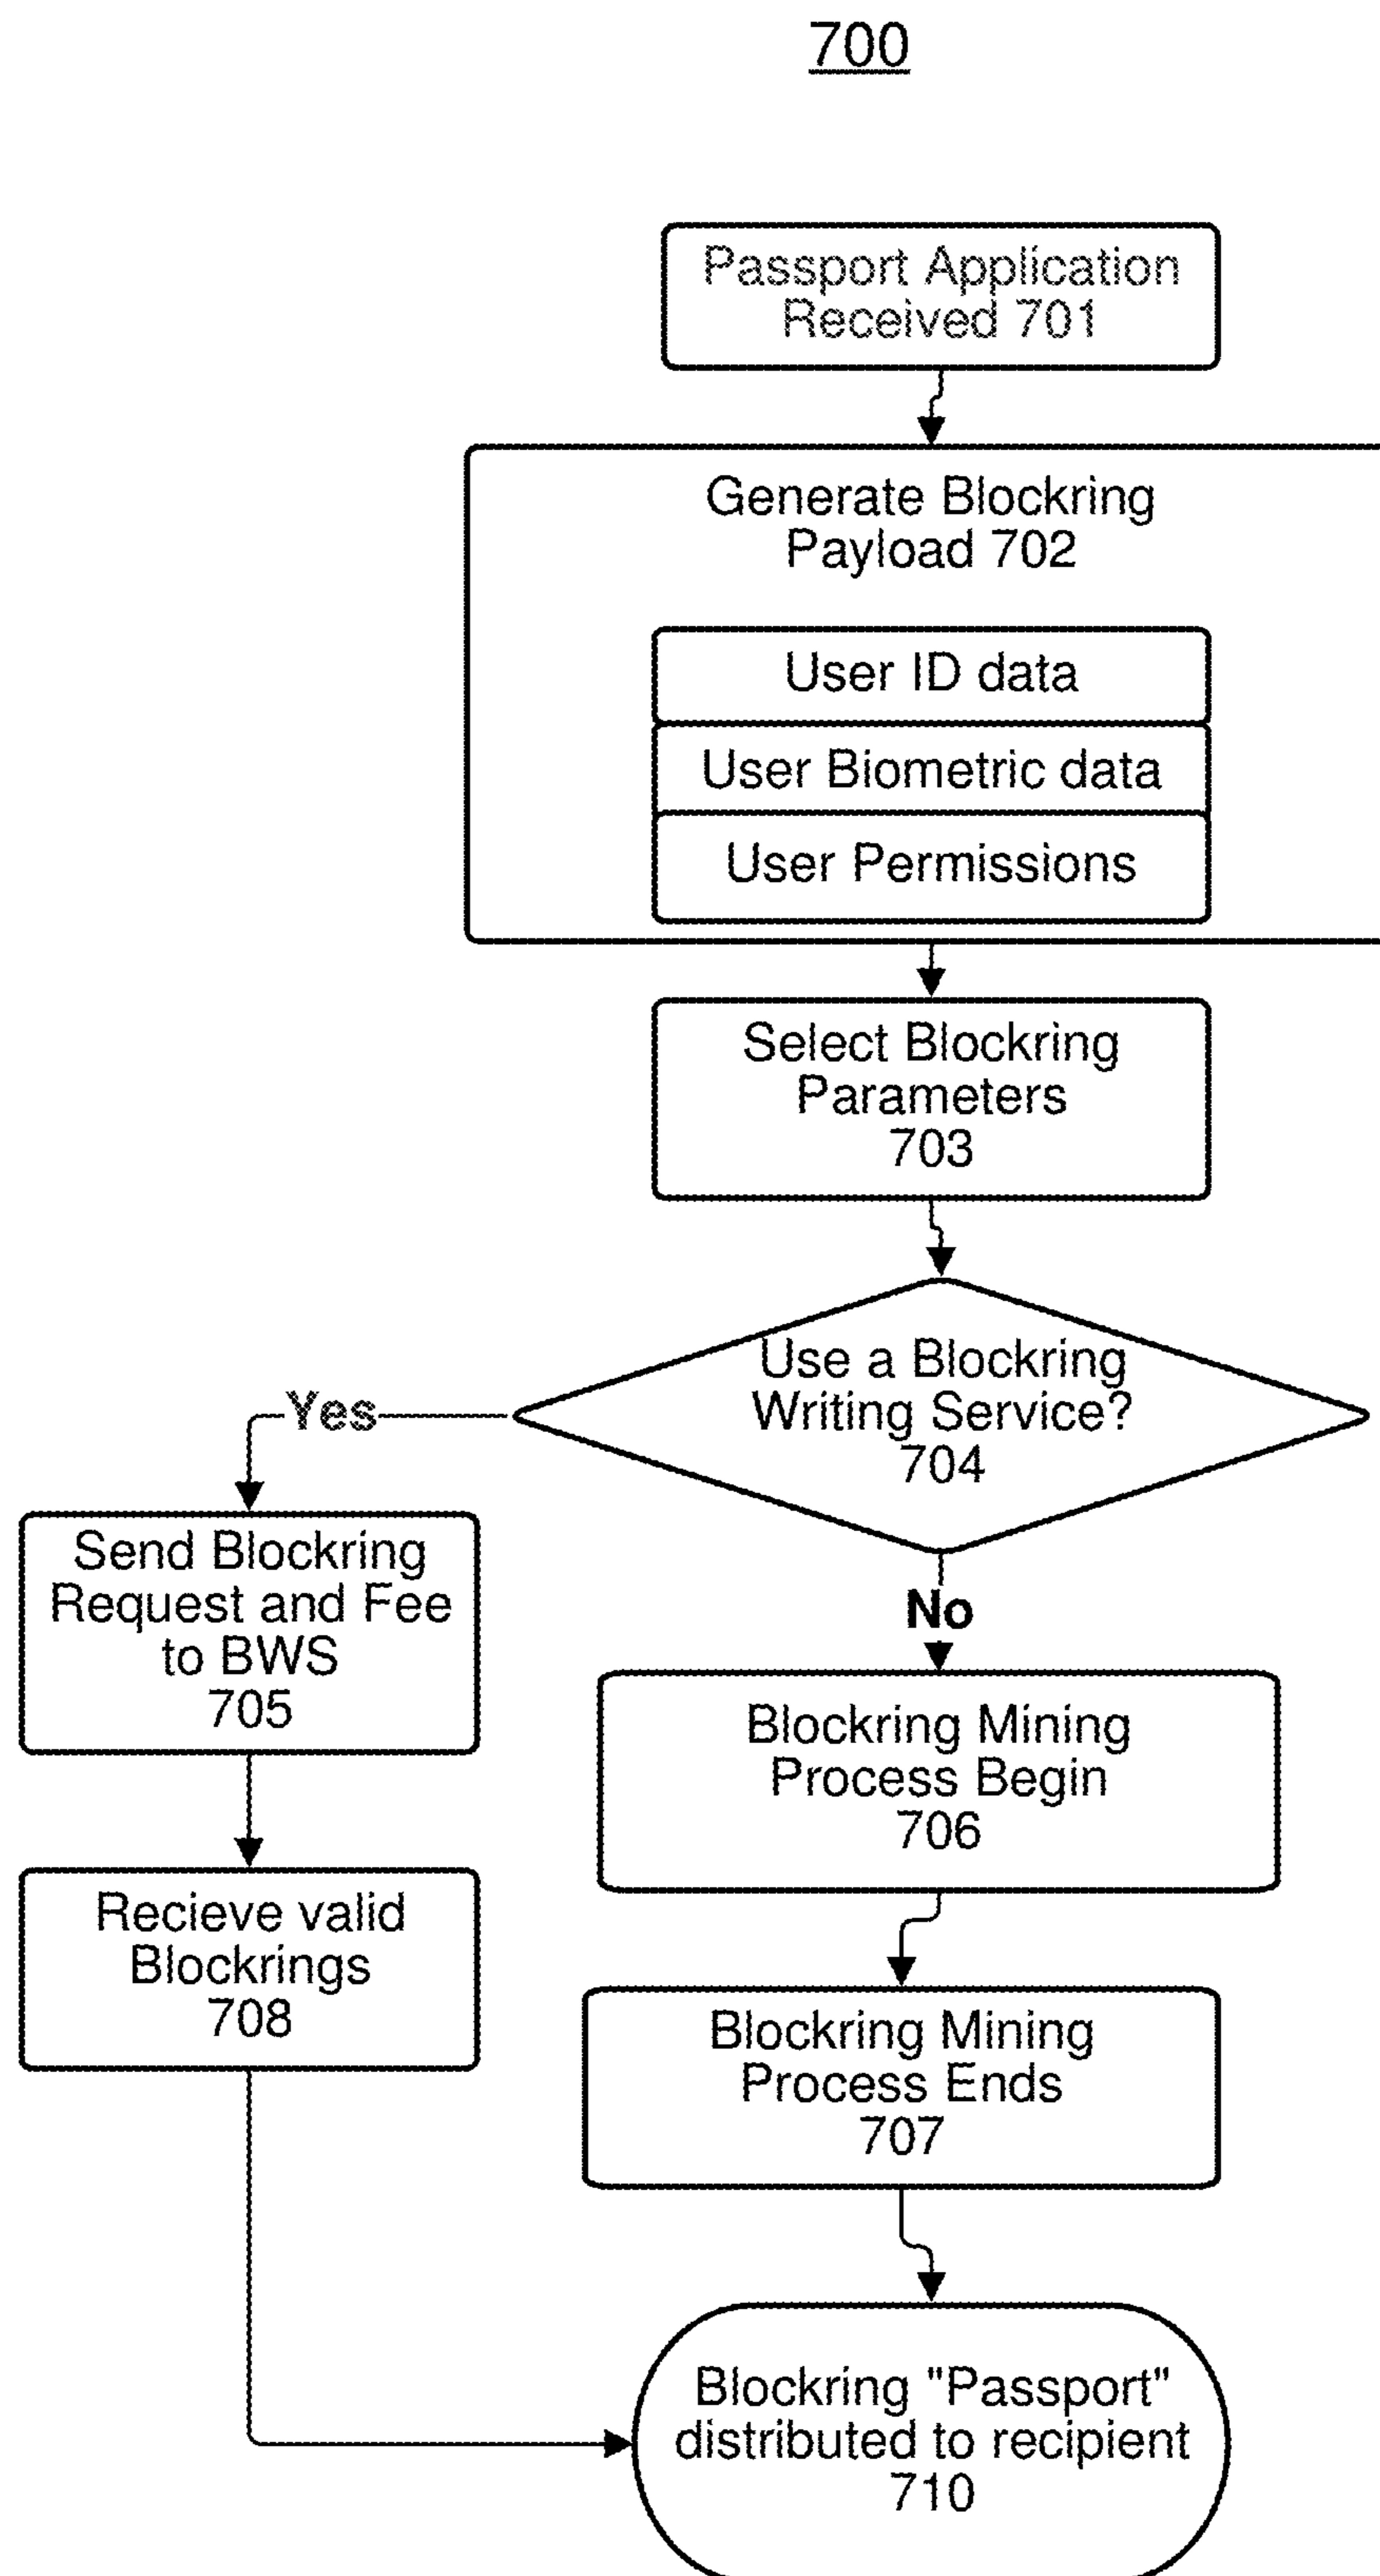 700
Passport Application
Received 701
Generate Blockring
Payload 702
User ID data
User Biometric data
User Permissions
Select Blockring
Parameters
703
Use a Blockring
Writing Service?
704
Yes
No
Send Blockring
Request and Fee
to BWS
705
Blockring Mining
Process Begin
706
Recieve valid
Blockrings
708
Blockring Mining
Process Ends
707
Blockring "Passport"
distributed to recipient
710